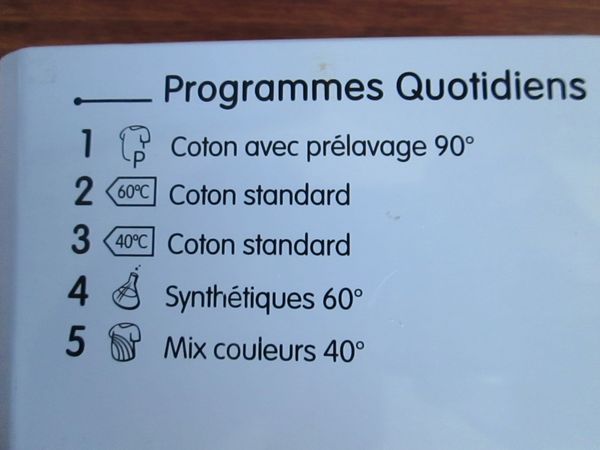 Programmes Quotidiens
1 P Coton avec prélavage 90°
2 60°C Coton standard
3 40°C Coton standard
4 Synthétiques 60°
5 Mix couleurs 40°